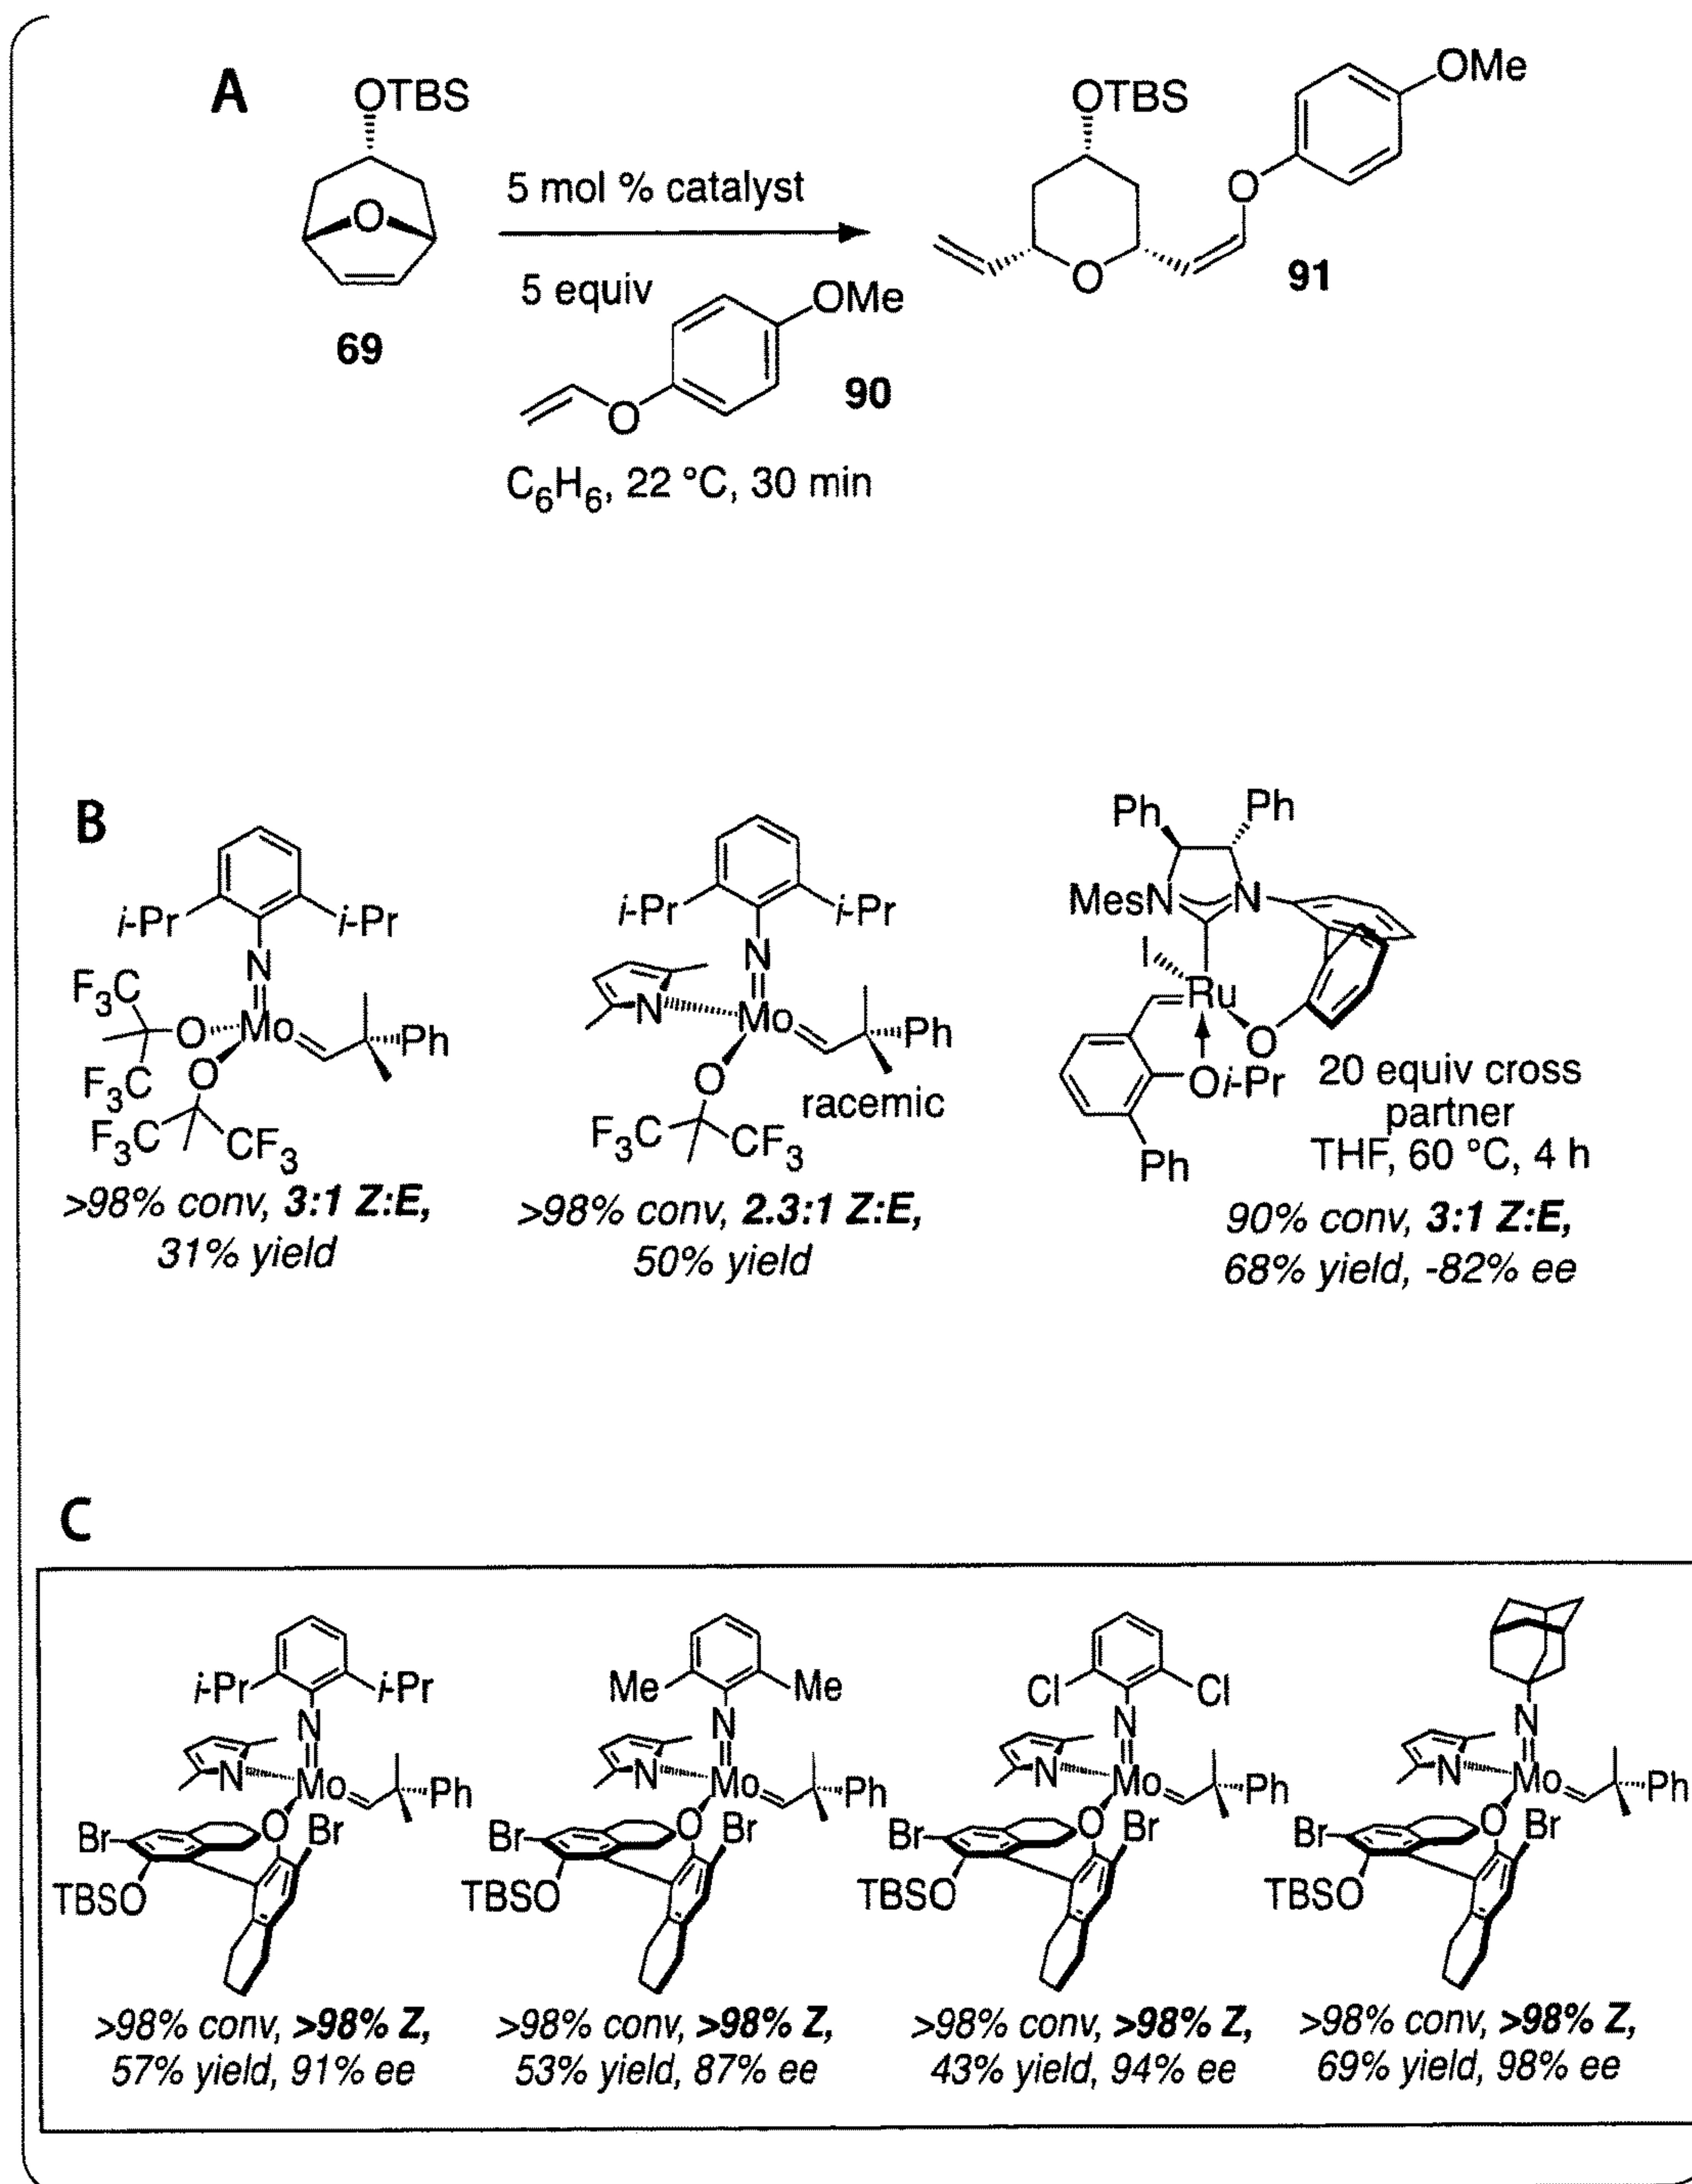 A
OTBS
O
69
5 mol % catalyst
5 equiv
OMe
O
90
C6H6, 22 °C, 30 min
OTBS
OMe
O
O
91
B
i-Pr
i-Pr
N
F3C
O
Mo
Ph
F3C
O
F3C
CF3
>98% conv, 3:1 Z:E,
31% yield
i-Pr
i-Pr
N
N
Mo
Ph
O
racemic
F3C
CF3
>98% conv, 2.3:1 Z:E,
50% yield
Ph
Ph
MesN
N
I
Ru
O
Oi-Pr
Ph
20 equiv cross
partner
THF, 60 °C, 4 h
90% conv, 3:1 Z:E,
68% yield, -82% ee
C
i-Pr
i-Pr
N
N
Mo
Ph
O
Br
Br
TBSO
>98% conv, >98% Z,
57% yield, 91% ee
Me
Me
N
N
Mo
Ph
O
Br
Br
TBSO
>98% conv, >98% Z,
53% yield, 87% ee
Cl
Cl
N
N
Mo
Ph
O
Br
Br
TBSO
>98% conv, >98% Z,
43% yield, 94% ee
N
N
Mo
Ph
O
Br
Br
TBSO
>98% conv, >98% Z,
69% yield, 98% ee